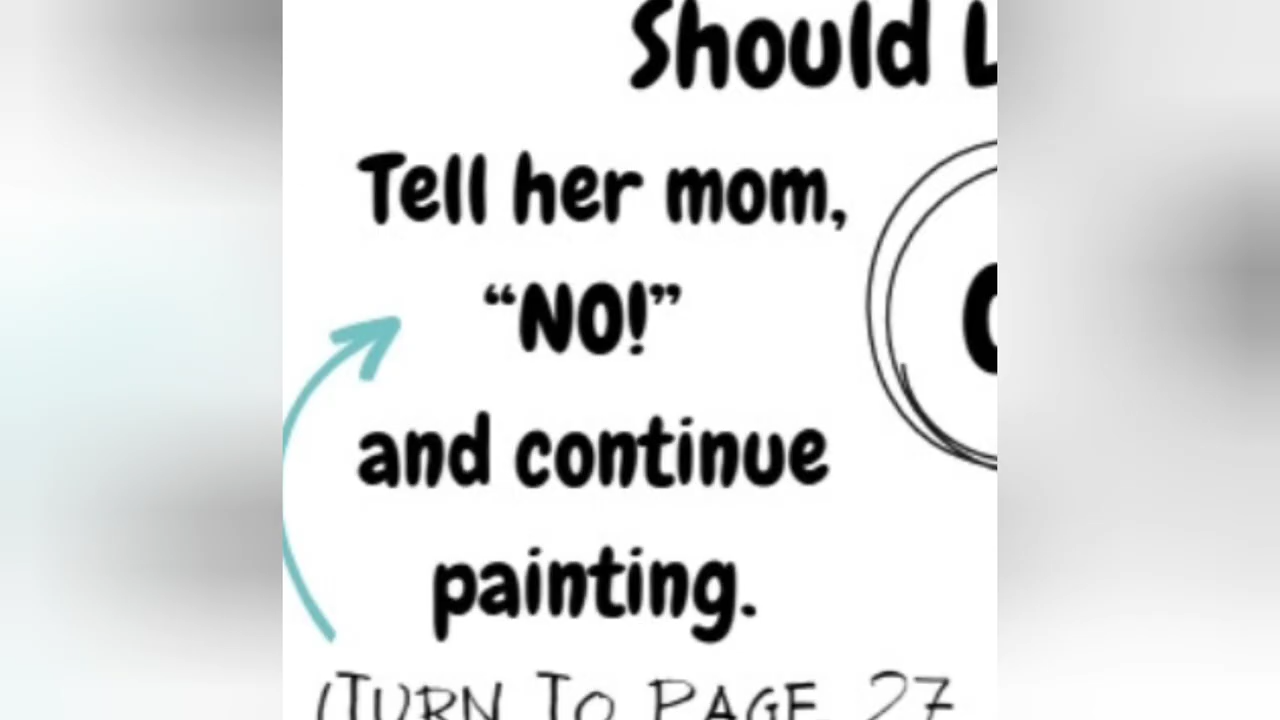 Should
Tell her mom,
“NO!”
and continue
painting.
(TURN TO PAGE 27